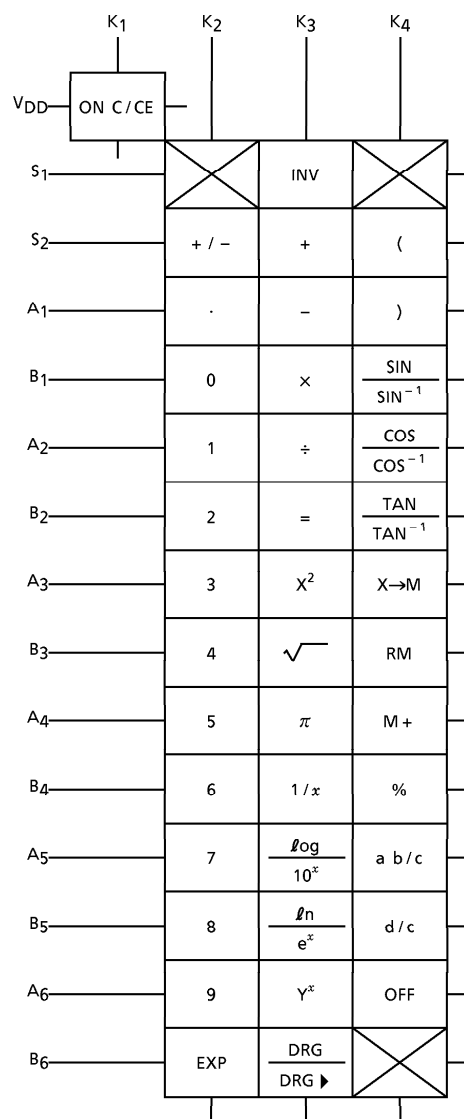 K1 K2 K3 K4
VDD ON C/CE
S1 INV
S2 +/− + (
A1 · − )
B1 0 × SIN
SIN⁻¹
A2 1 ÷ COS
COS⁻¹
B2 2 = TAN
TAN⁻¹
A3 3 X² X→M
B3 4 √ RM
A4 5 π M+
B4 6 1/x %
A5 7 ℓog a b/c
10ˣ
B5 8 ℓn d/c
eˣ
A6 9 Yˣ OFF
B6 EXP DRG
DRG ▶